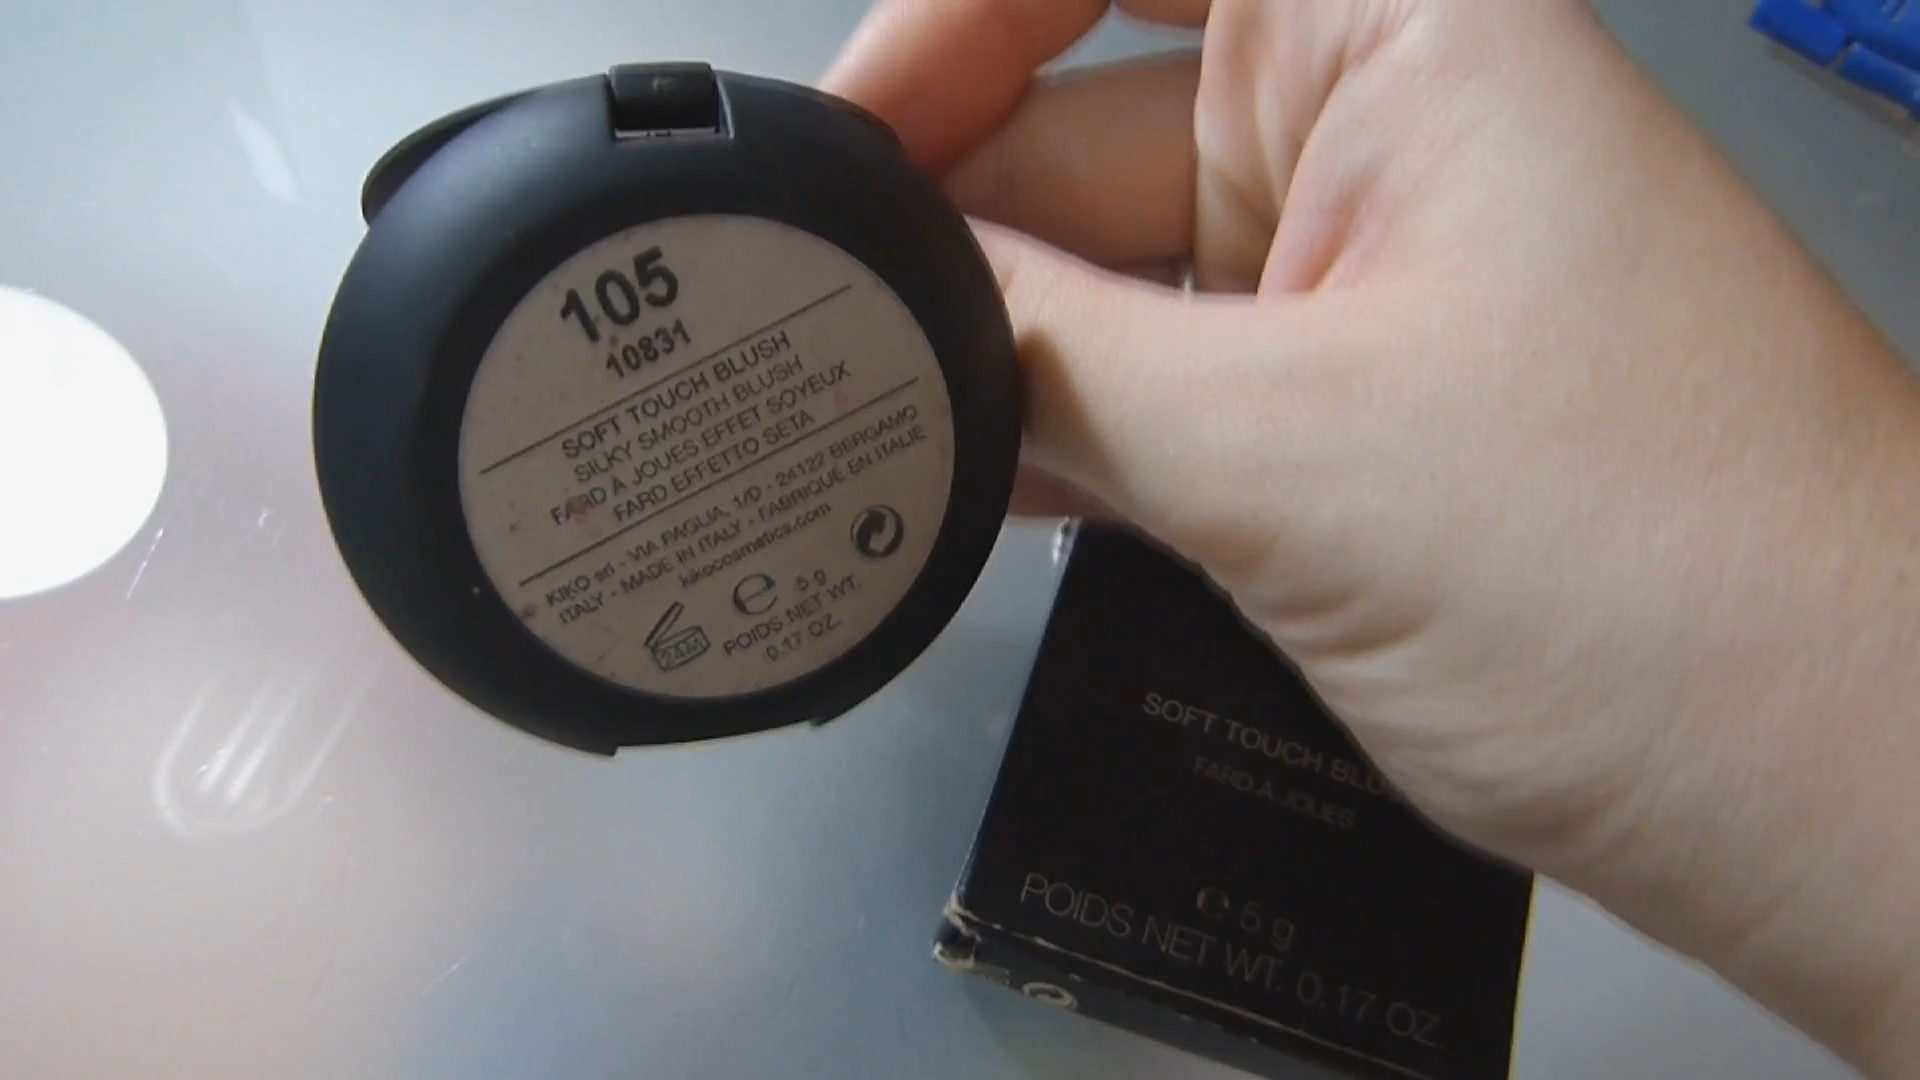 105
10831
SOFT TOUCH BLUSH
SILKY SMOOTH BLUSH
FARD À JOUES EFFET SOYEUX
FARD EFFETTO SETA
KIKO srl - VIA PAGLIA, 1/D - 24122 BERGAMO
ITALY - MADE IN ITALY - FABRIQUÉ EN ITALIE
kikocosmetics.com
24M
e 5 g
POIDS NET WT.
0.17 OZ.
SOFT TOUCH BLU
FARD À JOUES
e 5 g
POIDS NET WT. 0.17 OZ.